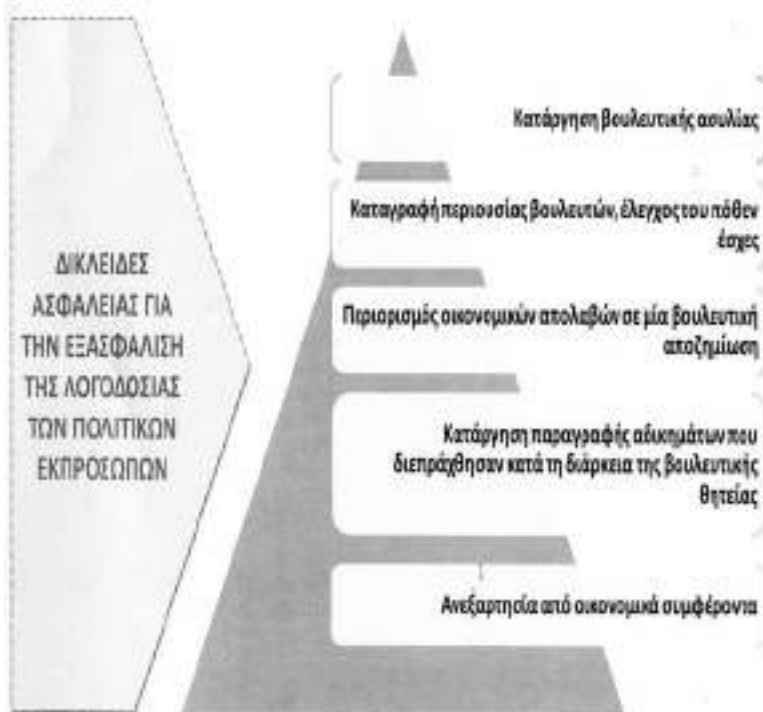 ΔΙΚΛΕΙΔΕΣ
ΑΣΦΑΛΕΙΑΣ ΓΙΑ
ΤΗΝ ΕΞΑΣΦΑΛΙΣΗ
ΤΗΣ ΛΟΓΟΔΟΣΙΑΣ
ΤΩΝ ΠΟΛΙΤΙΚΩΝ
ΕΚΠΡΟΣΩΠΩΝ
Κατάργηση βουλευτικής ασυλίας
Καταγραφή περιουσίας βουλευτών, έλεγχος του πόθεν
έσχες
Περιορισμός οικονομικών απολαβών σε μία βουλευτική
αποζημίωση
Κατάργηση παραγραφής αδικημάτων που
διεπράχθησαν κατά τη διάρκεια της βουλευτικής
θητείας
Ανεξαρτησία από οικονομικά συμφέροντα